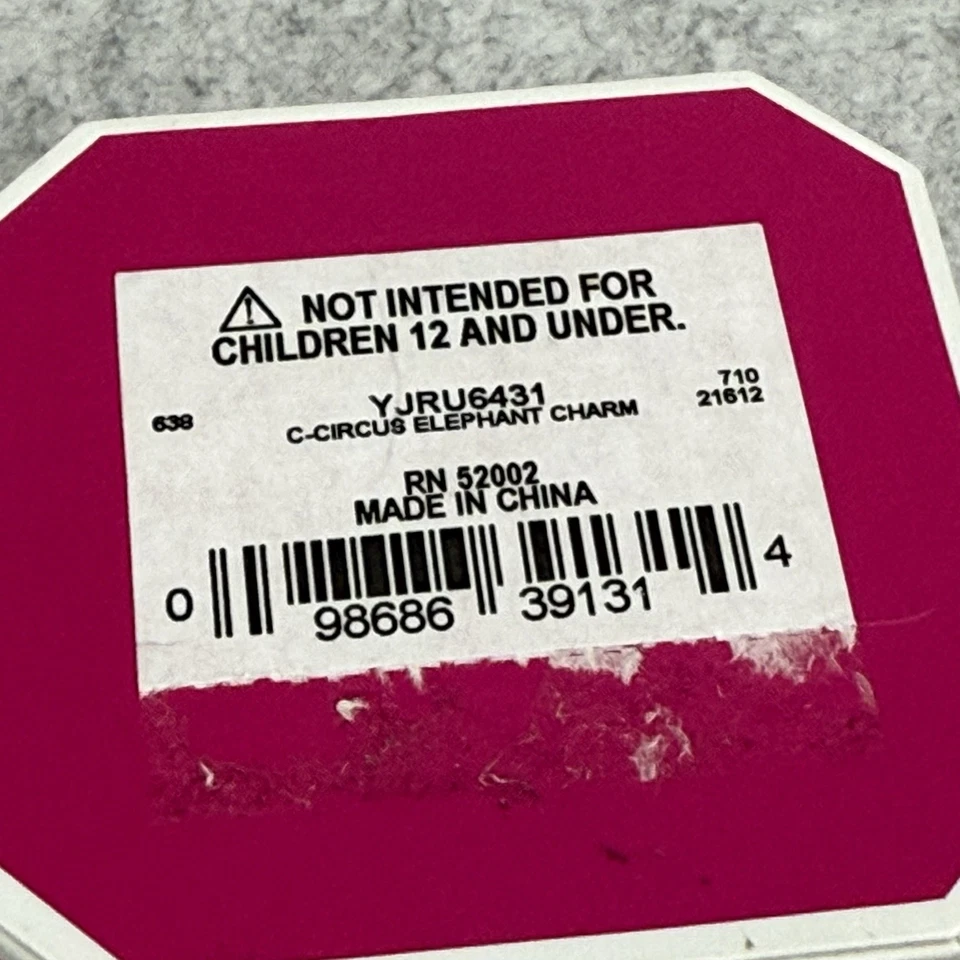 NOT INTENDED FOR
CHILDREN 12 AND UNDER.
638
YJRU6431
C-CIRCUS ELEPHANT CHARM
710
21612
RN 52002
MADE IN CHINA
0 98686 39131 4